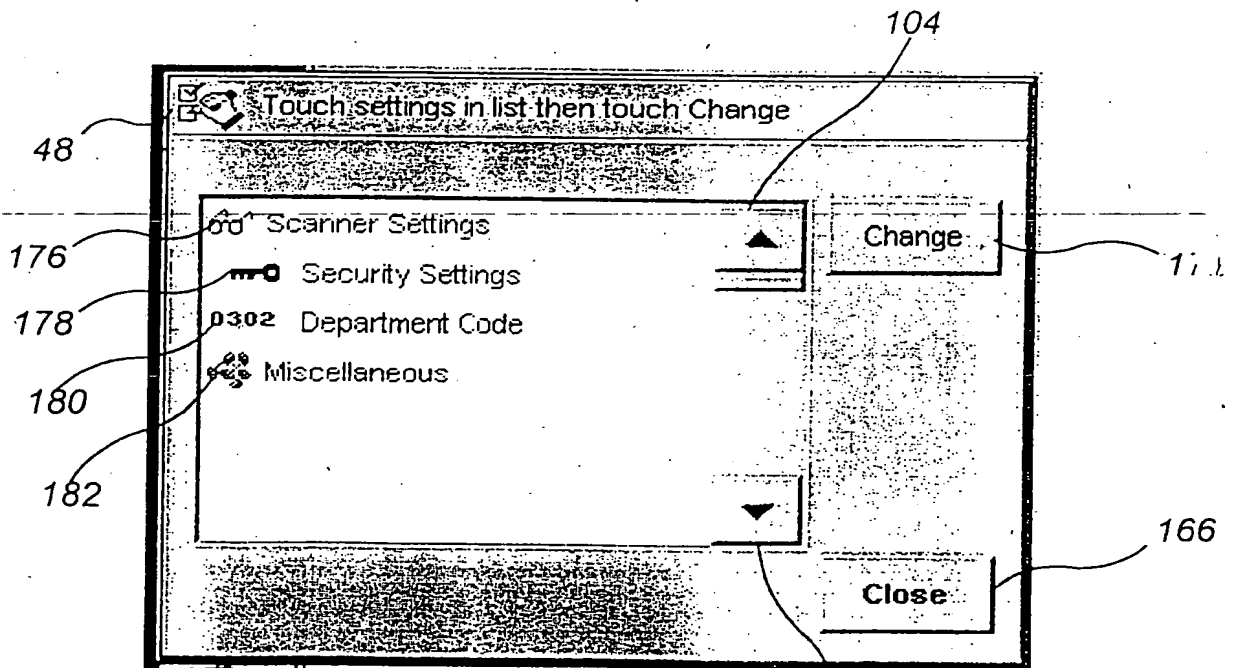 104
Touch settings in list then touch Change
48
Scanner Settings
Change
176
Security Settings
178
0302 Department Code
180
Miscellaneous
182
166
Close